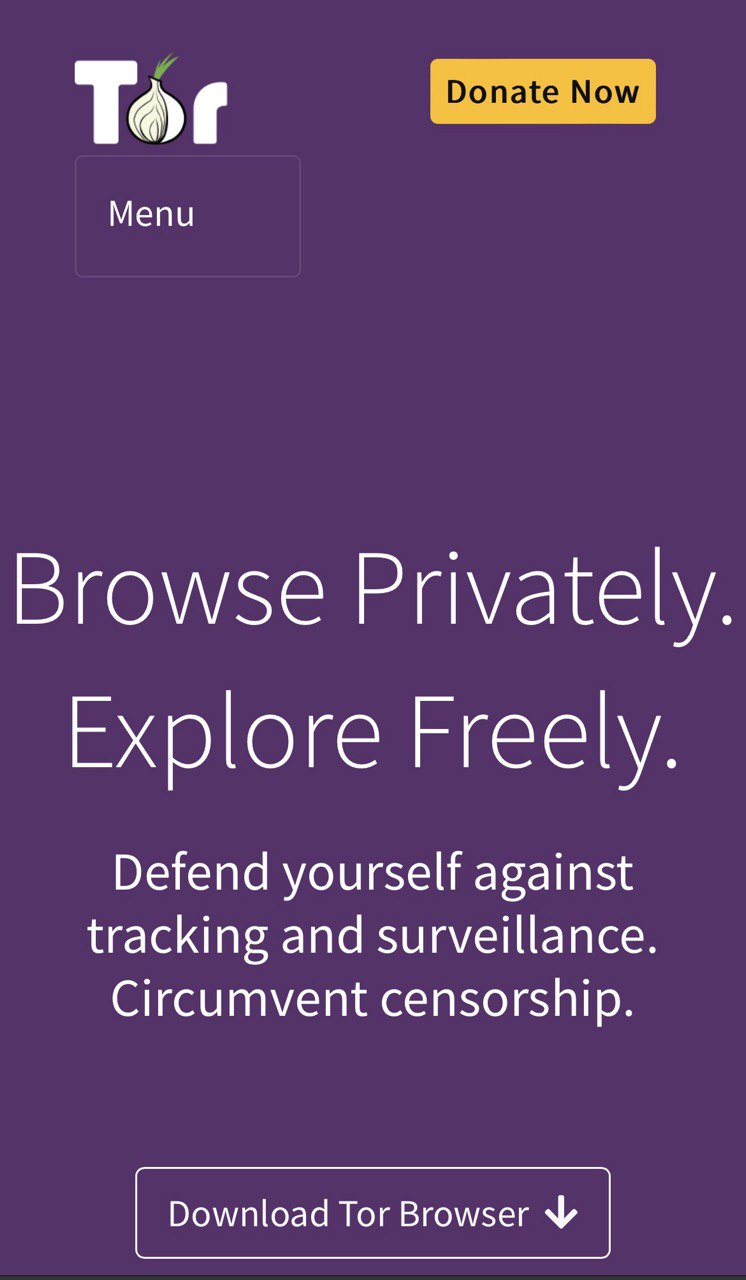 Tor
Donate Now
Menu
Browse Privately.
Explore Freely.
Defend yourself against
tracking and surveillance.
Circumvent censorship.
Download Tor Browser